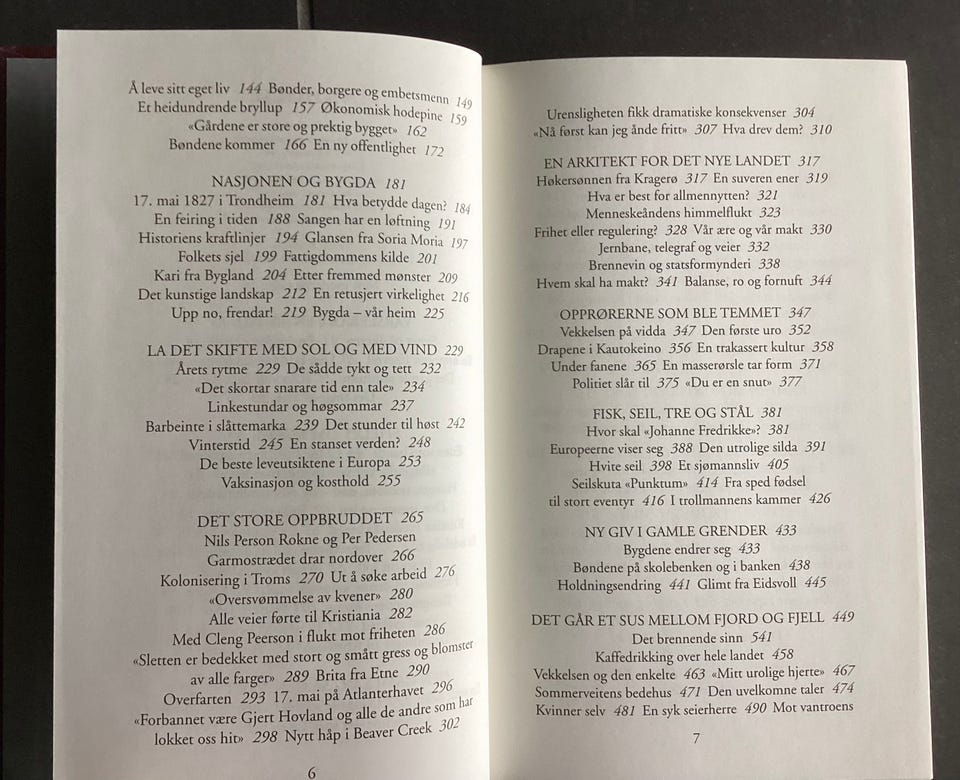 Å leve sitt eget liv 144 Bønder, borgere og embetsmenn 149
Et heidundrende bryllup 157 Økonomisk hodepine 159
«Gårdene er store og prektig bygget» 162
Bøndene kommer 166 En ny offentlighet 172
NASJONEN OG BYGDA 181
17. mai 1827 i Trondheim 181 Hva betydde dagen? 184
En feiring i tiden 188 Sangen har en løftning 191
Historiens kraftlinjer 194 Glansen fra Soria Moria 197
Folkets sjel 199 Fattigdommens kilde 201
Kari fra Bygland 204 Etter fremmed mønster 209
Det kunstige landskap 212 En retusjert virkelighet 216
Upp no, frendar! 219 Bygda – vår heim 225
LA DET SKIFTE MED SOL OG MED VIND 229
Årets rytme 229 De sådde tykt og tett 232
«Det skortar snarare tid enn tale» 234
Linkestundar og høgsommar 237
Barbeinte i slåttemarka 239 Det stunder til høst 242
Vinterstid 245 En stanset verden? 248
De beste leveutsiktene i Europa 253
Vaksinasjon og kosthold 255
DET STORE OPPBRUDDET 265
Nils Person Rokne og Per Pedersen
Garmostrædet drar nordover 266
Kolonisering i Troms 270 Ut å søke arbeid 276
«Oversvømmelse av kvener» 280
Alle veier førte til Kristiania 282
Med Cleng Peerson i flukt mot friheten 286
«Sletten er bedekket med stort og smått gress og blomster
av alle farger» 289 Brita fra Etne 290
Overfarten 293 17. mai på Atlanterhavet 296
«Forbannet være Gjert Hovland og alle de andre som har
lokket oss hit» 298 Nytt håp i Beaver Creek 302
6
Urensligheten fikk dramatiske konsekvenser 304
«Nå først kan jeg ånde fritt» 307 Hva drev dem? 310
EN ARKITEKT FOR DET NYE LANDET 317
Høkersønnen fra Kragerø 317 En suveren ener 319
Hva er best for allmennytten? 321
Menneskeåndens himmelflukt 323
Frihet eller regulering? 328 Vår ære og vår makt 330
Jernbane, telegraf og veier 332
Brennevin og statsformynderi 338
Hvem skal ha makt? 341 Balanse, ro og fornuft 344
OPPRØRERNE SOM BLE TEMMET 347
Vekkelsen på vidda 347 Den første uro 352
Drapene i Kautokeino 356 En trakassert kultur 358
Under fanene 365 En masserørsle tar form 371
Politiet slår til 375 «Du er en snut» 377
FISK, SEIL, TRE OG STÅL 381
Hvor skal «Johanne Fredrikke»? 381
Europeerne viser seg 388 Den utrolige silda 391
Hvite seil 398 Et sjømannsliv 405
Seilskuta «Punktum» 414 Fra sped fødsel
til stort eventyr 416 I trollmannens kammer 426
NY GIV I GAMLE GRENDER 433
Bygdene endrer seg 433
Bøndene på skolebenken og i banken 438
Holdningsendring 441 Glimt fra Eidsvoll 445
DET GÅR ET SUS MELLOM FJORD OG FJELL 449
Det brennende sinn 541
Kaffedrikking over hele landet 458
Vekkelsen og den enkelte 463 «Mitt urolige hjerte» 467
Sommerveitens bedehus 471 Den uvelkomne taler 474
Kvinner selv 481 En syk seierherre 490 Mot vantroens
7